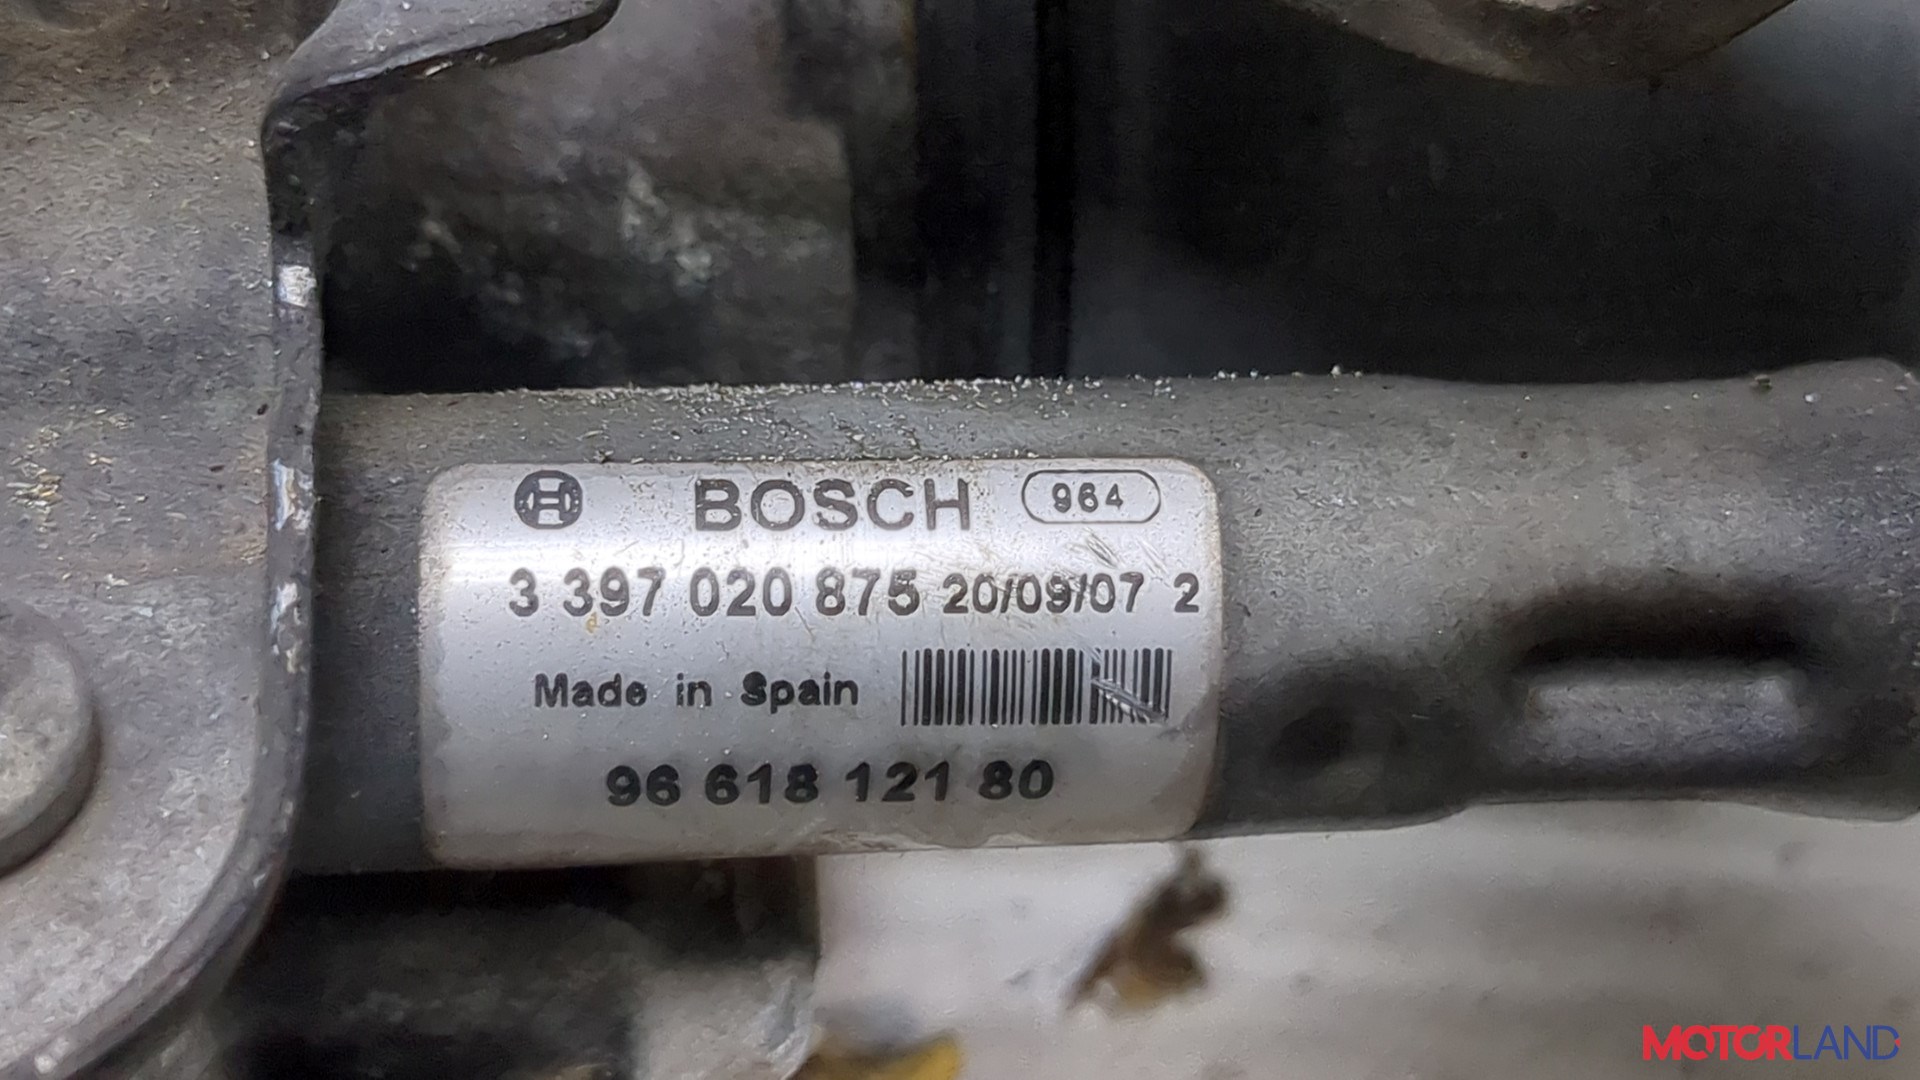 BOSCH 964
3 397 020 875 20/09/07 2
Made in Spain
96 618 121 80
MOTORLAND